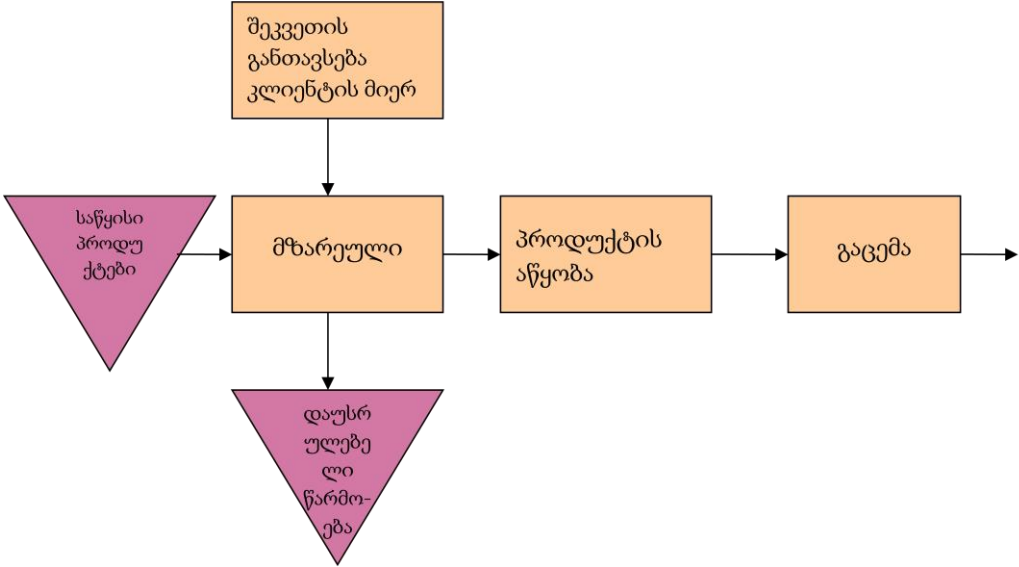 შეკვეთის
განთავსება
კლიენტის მიერ
საწყისი
პროდუ
ქტები
მზარეული
პროდუქტის
აწყობა
გაცემა
დაუსრ
ულებე
ლი
წარმო-
ება